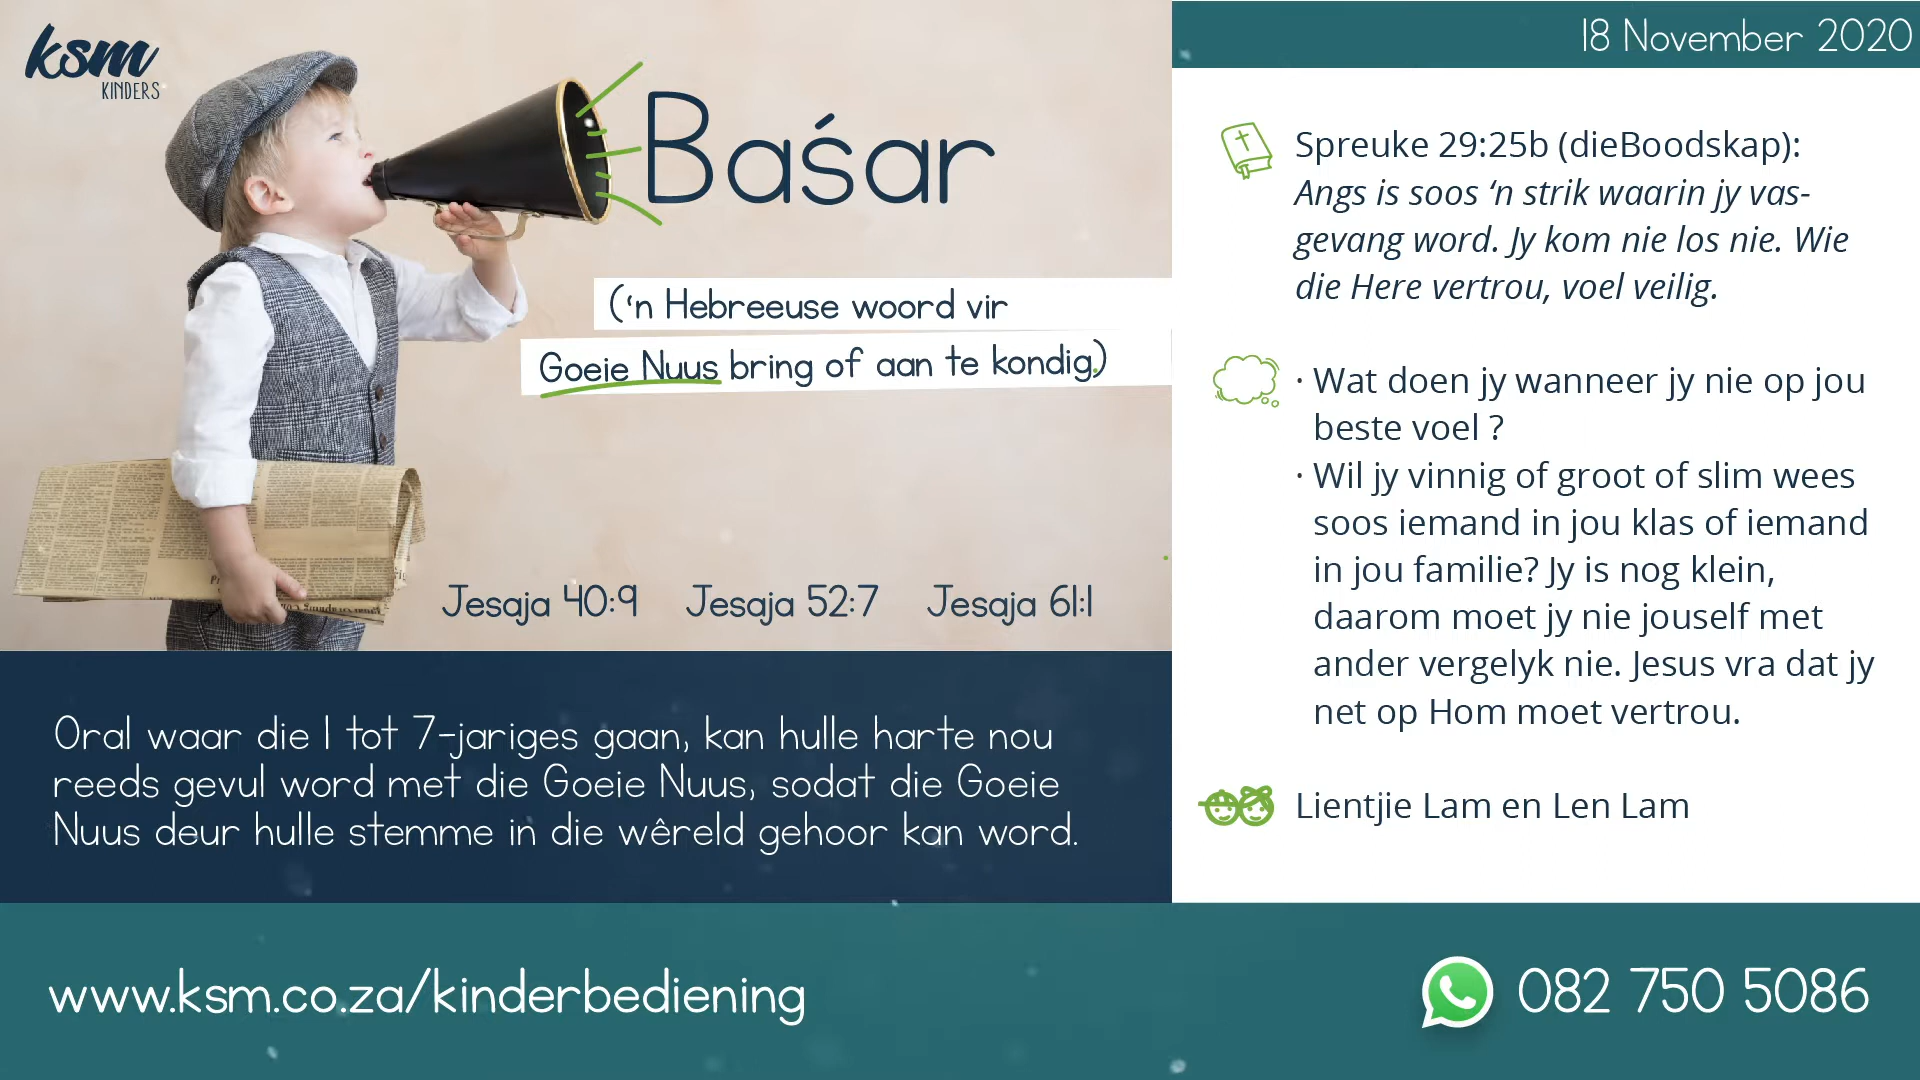 ksm
KINDERS
Baśar
(‘n Hebreeuse woord vir
Goeie Nuus bring of aan te kondig.)
Jesaja 40:9 Jesaja 52:7 Jesaja 61:1
Oral waar die 1 tot 7-jariges gaan, kan hulle harte nou
reeds gevul word met die Goeie Nuus, sodat die Goeie
Nuus deur hulle stemme in die wêreld gehoor kan word.
18 November 2020
Spreuke 29:25b (dieBoodskap):
Angs is soos ‘n strik waarin jy vas-
gevang word. Jy kom nie los nie. Wie
die Here vertrou, voel veilig.
· Wat doen jy wanneer jy nie op jou
beste voel ?
· Wil jy vinnig of groot of slim wees
soos iemand in jou klas of iemand
in jou familie? Jy is nog klein,
daarom moet jy nie jouself met
ander vergelyk nie. Jesus vra dat jy
net op Hom moet vertrou.
Lientjie Lam en Len Lam
www.ksm.co.za/kinderbediening
082 750 5086